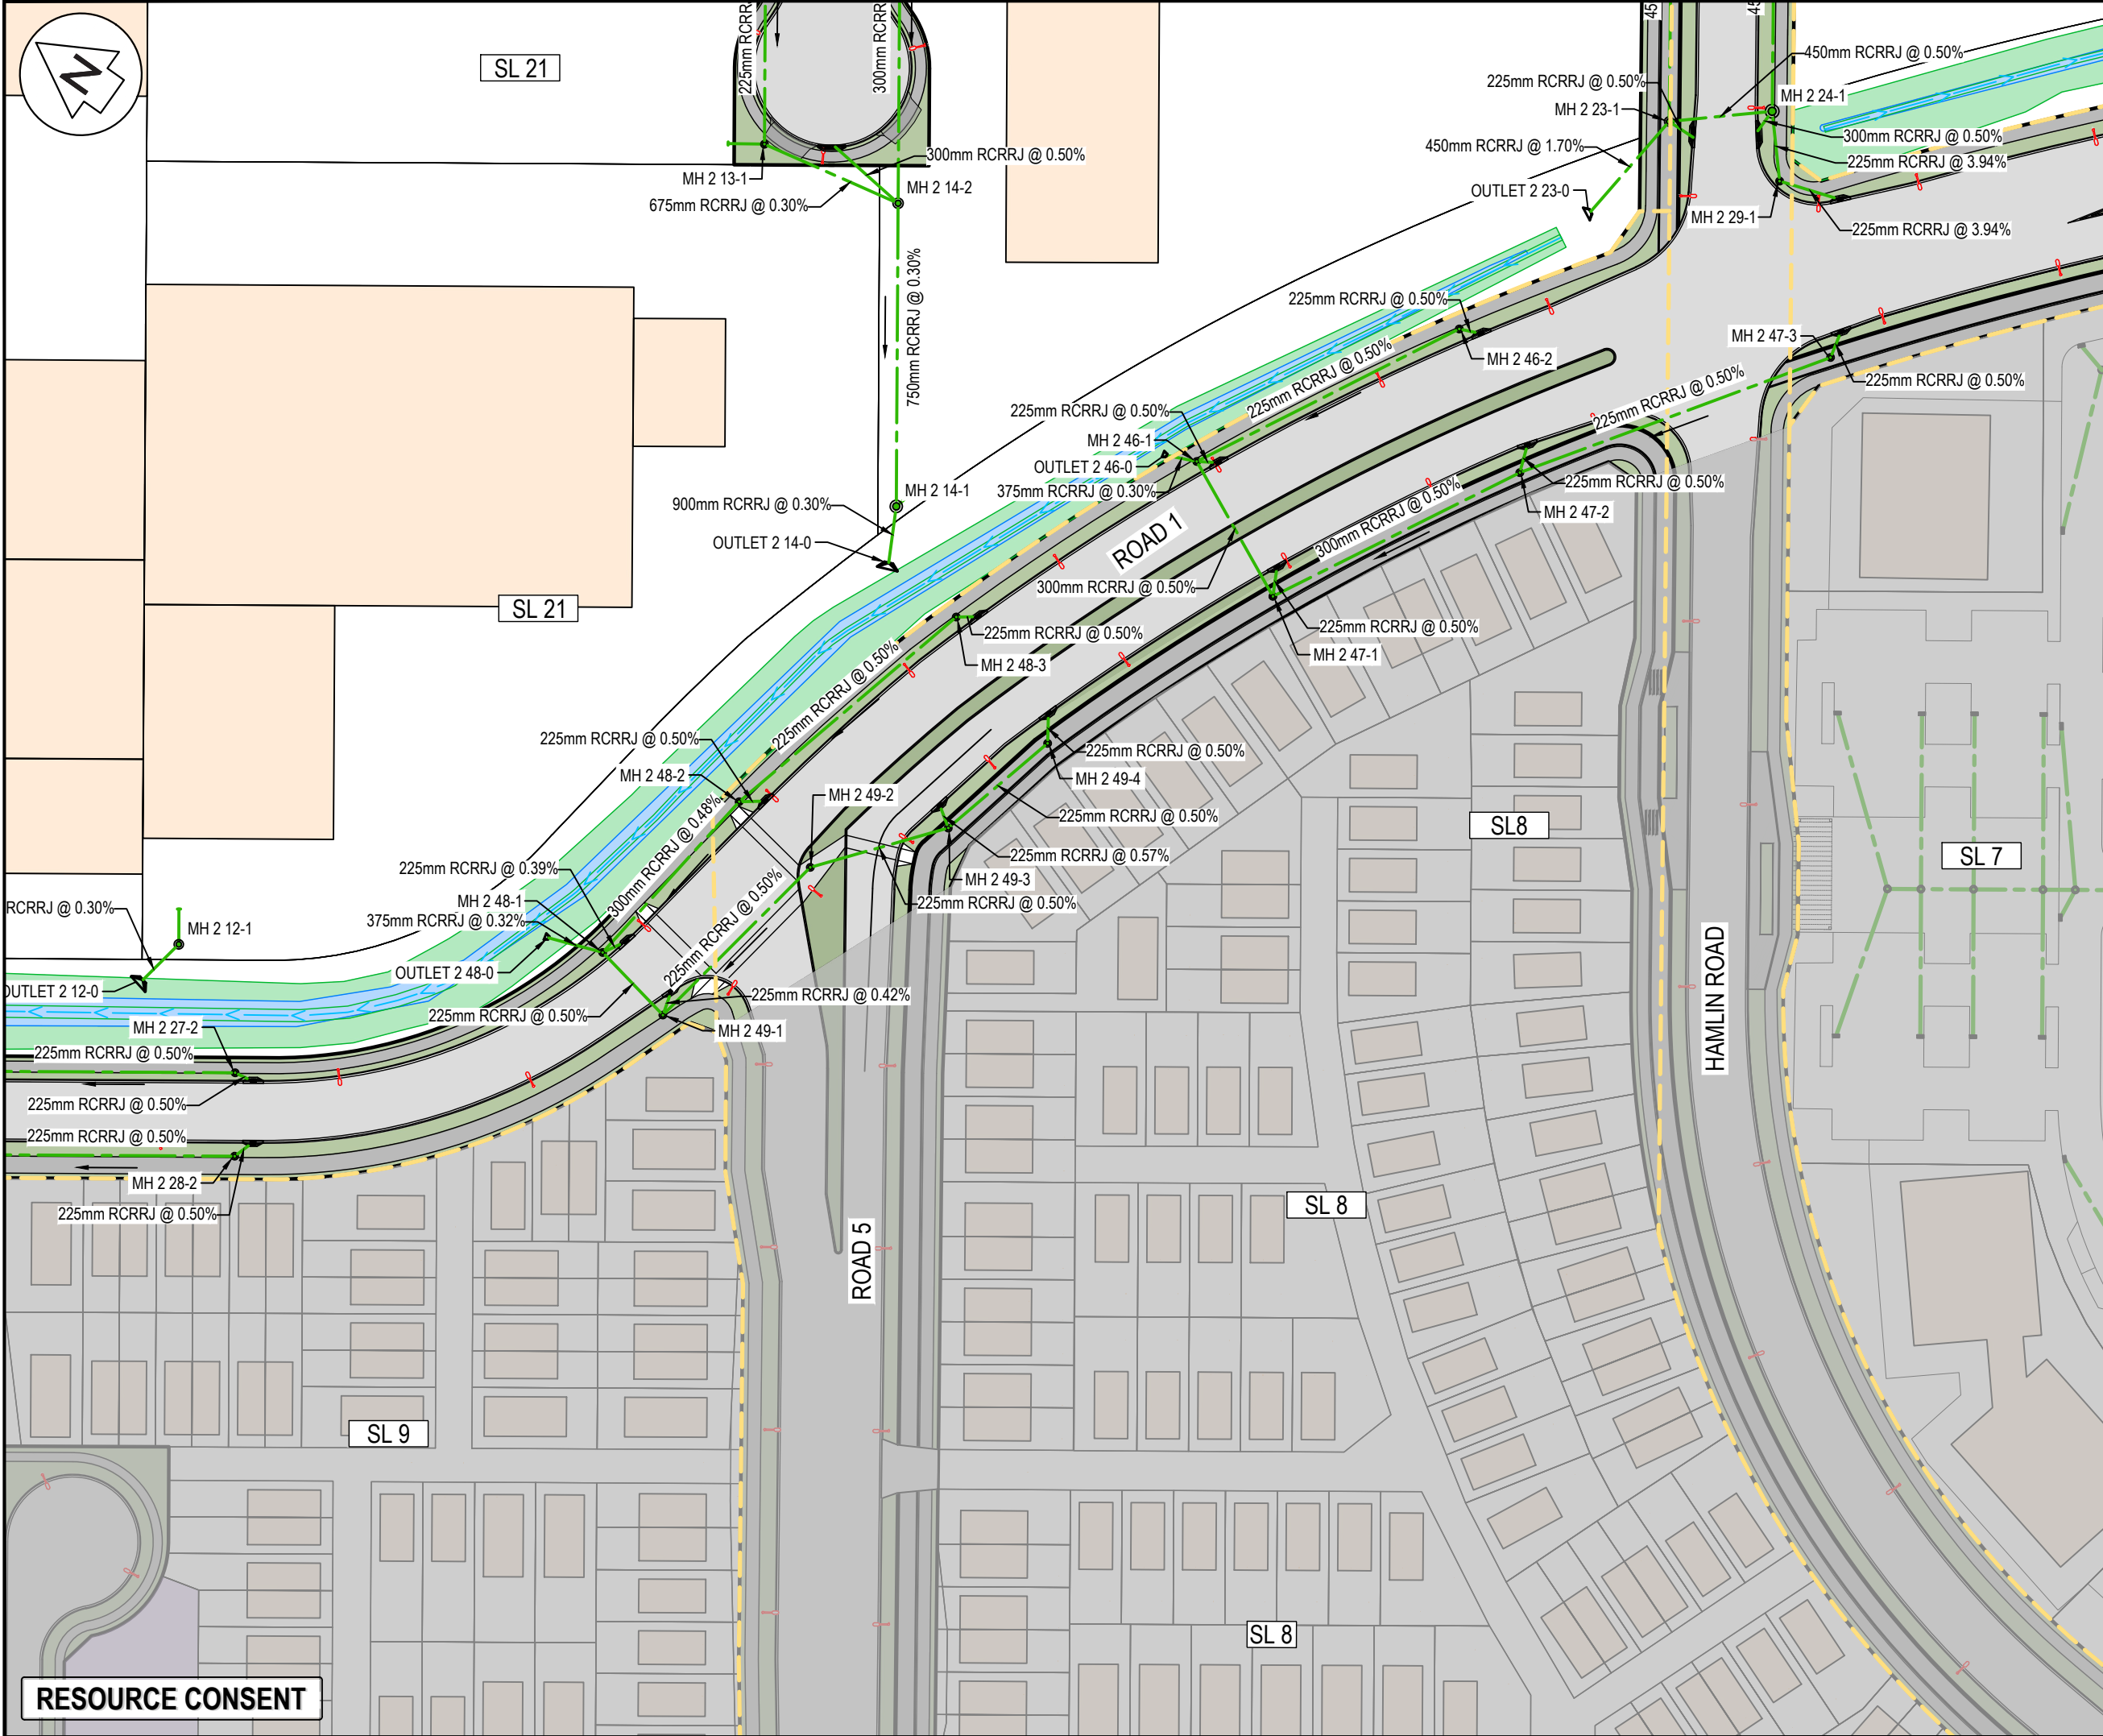 N
SL 21
225mm RCRR
300mm RCRR
45
45
450mm RCRRJ @ 0.50%
225mm RCRRJ @ 0.50%
MH 2 24-1
MH 2 23-1
300mm RCRRJ @ 0.50%
450mm RCRRJ @ 1.70%
225mm RCRRJ @ 3.94%
300mm RCRRJ @ 0.50%
MH 2 13-1
MH 2 14-2
675mm RCRRJ @ 0.30%
OUTLET 2 23-0
MH 2 29-1
225mm RCRRJ @ 3.94%
750mm RCRRJ @ 0.30%
225mm RCRRJ @ 0.50%
MH 2 47-3
MH 2 46-2
225mm RCRRJ @ 0.50%
225mm RCRRJ @ 0.50%
225mm RCRRJ @ 0.50%
225mm RCRRJ @ 0.50%
MH 2 46-1
OUTLET 2 46-0
375mm RCRRJ @ 0.30%
225mm RCRRJ @ 0.50%
MH 2 14-1
900mm RCRRJ @ 0.30%
MH 2 47-2
300mm RCRRJ @ 0.50%
ROAD 1
OUTLET 2 14-0
300mm RCRRJ @ 0.50%
SL 21
225mm RCRRJ @ 0.50%
225mm RCRRJ @ 0.50%
MH 2 47-1
MH 2 48-3
225mm RCRRJ @ 0.50%
225mm RCRRJ @ 0.50%
225mm RCRRJ @ 0.50%
MH 2 48-2
MH 2 49-4
MH 2 49-2
225mm RCRRJ @ 0.50%
SL8
300mm RCRRJ @ 0.48%
225mm RCRRJ @ 0.57%
SL 7
225mm RCRRJ @ 0.39%
MH 2 49-3
MH 2 48-1
225mm RCRRJ @ 0.50%
RCRRJ @ 0.30%
375mm RCRRJ @ 0.32%
MH 2 12-1
225mm RCRRJ @ 0.50%
OUTLET 2 48-0
HAMLIN ROAD
OUTLET 2 12-0
225mm RCRRJ @ 0.42%
225mm RCRRJ @ 0.50%
MH 2 27-2
MH 2 49-1
225mm RCRRJ @ 0.50%
225mm RCRRJ @ 0.50%
225mm RCRRJ @ 0.50%
MH 2 28-2
225mm RCRRJ @ 0.50%
SL 8
ROAD 5
SL 9
SL 8
RESOURCE CONSENT